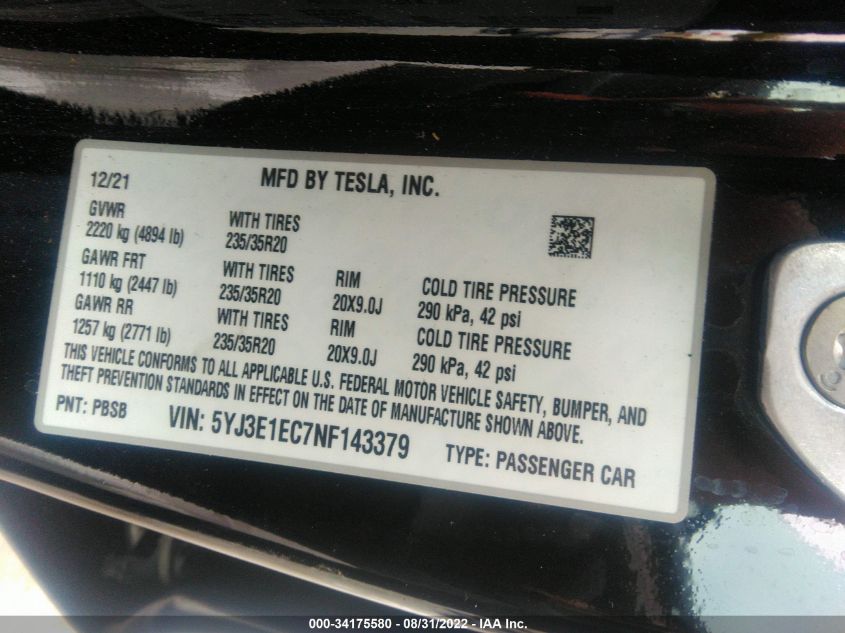 12/21 MFD BY TESLA, INC.
GVWR
2220 kg (4894 lb) WITH TIRES
235/35R20
GAWR FRT
1110 kg (2447 lb) WITH TIRES
235/35R20 RIM
20X9.0J COLD TIRE PRESSURE
290 kPa, 42 psi
GAWR RR
1257 kg (2771 lb) WITH TIRES
235/35R20 RIM
20X9.0J COLD TIRE PRESSURE
290 kPa, 42 psi
THIS VEHICLE CONFORMS TO ALL APPLICABLE U.S. FEDERAL MOTOR VEHICLE SAFETY, BUMPER, AND
THEFT PREVENTION STANDARDS IN EFFECT ON THE DATE OF MANUFACTURE SHOWN ABOVE.
PNT: PBSB VIN: 5YJ3E1EC7NF143379 TYPE: PASSENGER CAR
000-34175580 - 08/31/2022 - IAA Inc.